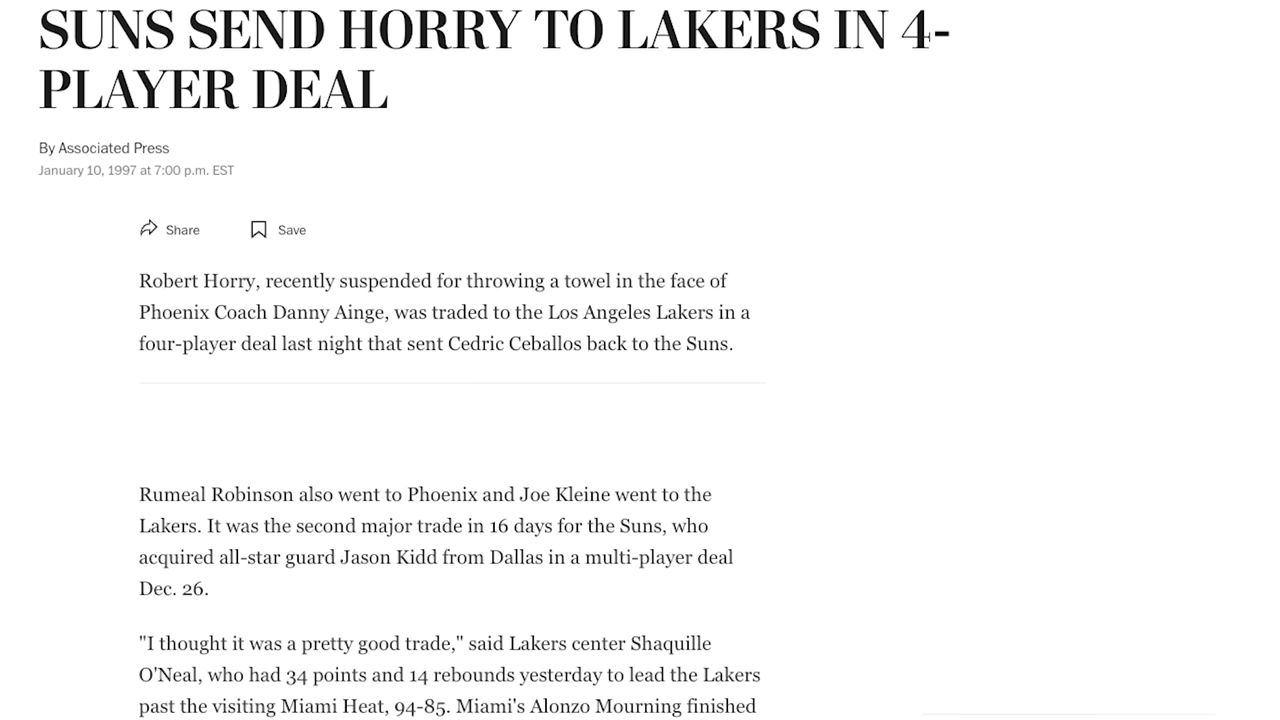 SUNS SEND HORRY TO LAKERS IN 4-
PLAYER DEAL
By Associated Press
January 10, 1997 at 7:00 p.m. EST
Share Save
Robert Horry, recently suspended for throwing a towel in the face of
Phoenix Coach Danny Ainge, was traded to the Los Angeles Lakers in a
four-player deal last night that sent Cedric Ceballos back to the Suns.
Rumeal Robinson also went to Phoenix and Joe Kleine went to the
Lakers. It was the second major trade in 16 days for the Suns, who
acquired all-star guard Jason Kidd from Dallas in a multi-player deal
Dec. 26.
"I thought it was a pretty good trade," said Lakers center Shaquille
O'Neal, who had 34 points and 14 rebounds yesterday to lead the Lakers
past the visiting Miami Heat, 94-85. Miami's Alonzo Mourning finished